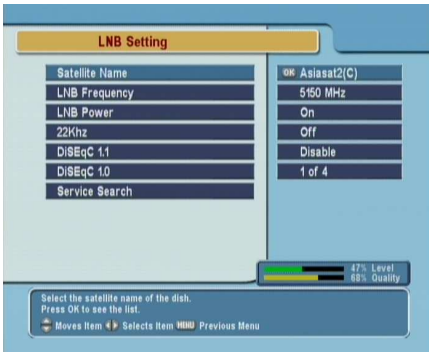 LNB Setting
Satellite Name OK Asiasat2(C)
LNB Frequency 5150 MHz
LNB Power On
22Khz Off
DiSEqC 1.1 Disable
DiSEqC 1.0 1 of 4
Service Search
47% Level
68% Quality
Select the satellite name of the dish.
Press OK to see the list.
Moves Item Selects Item MENU Previous Menu